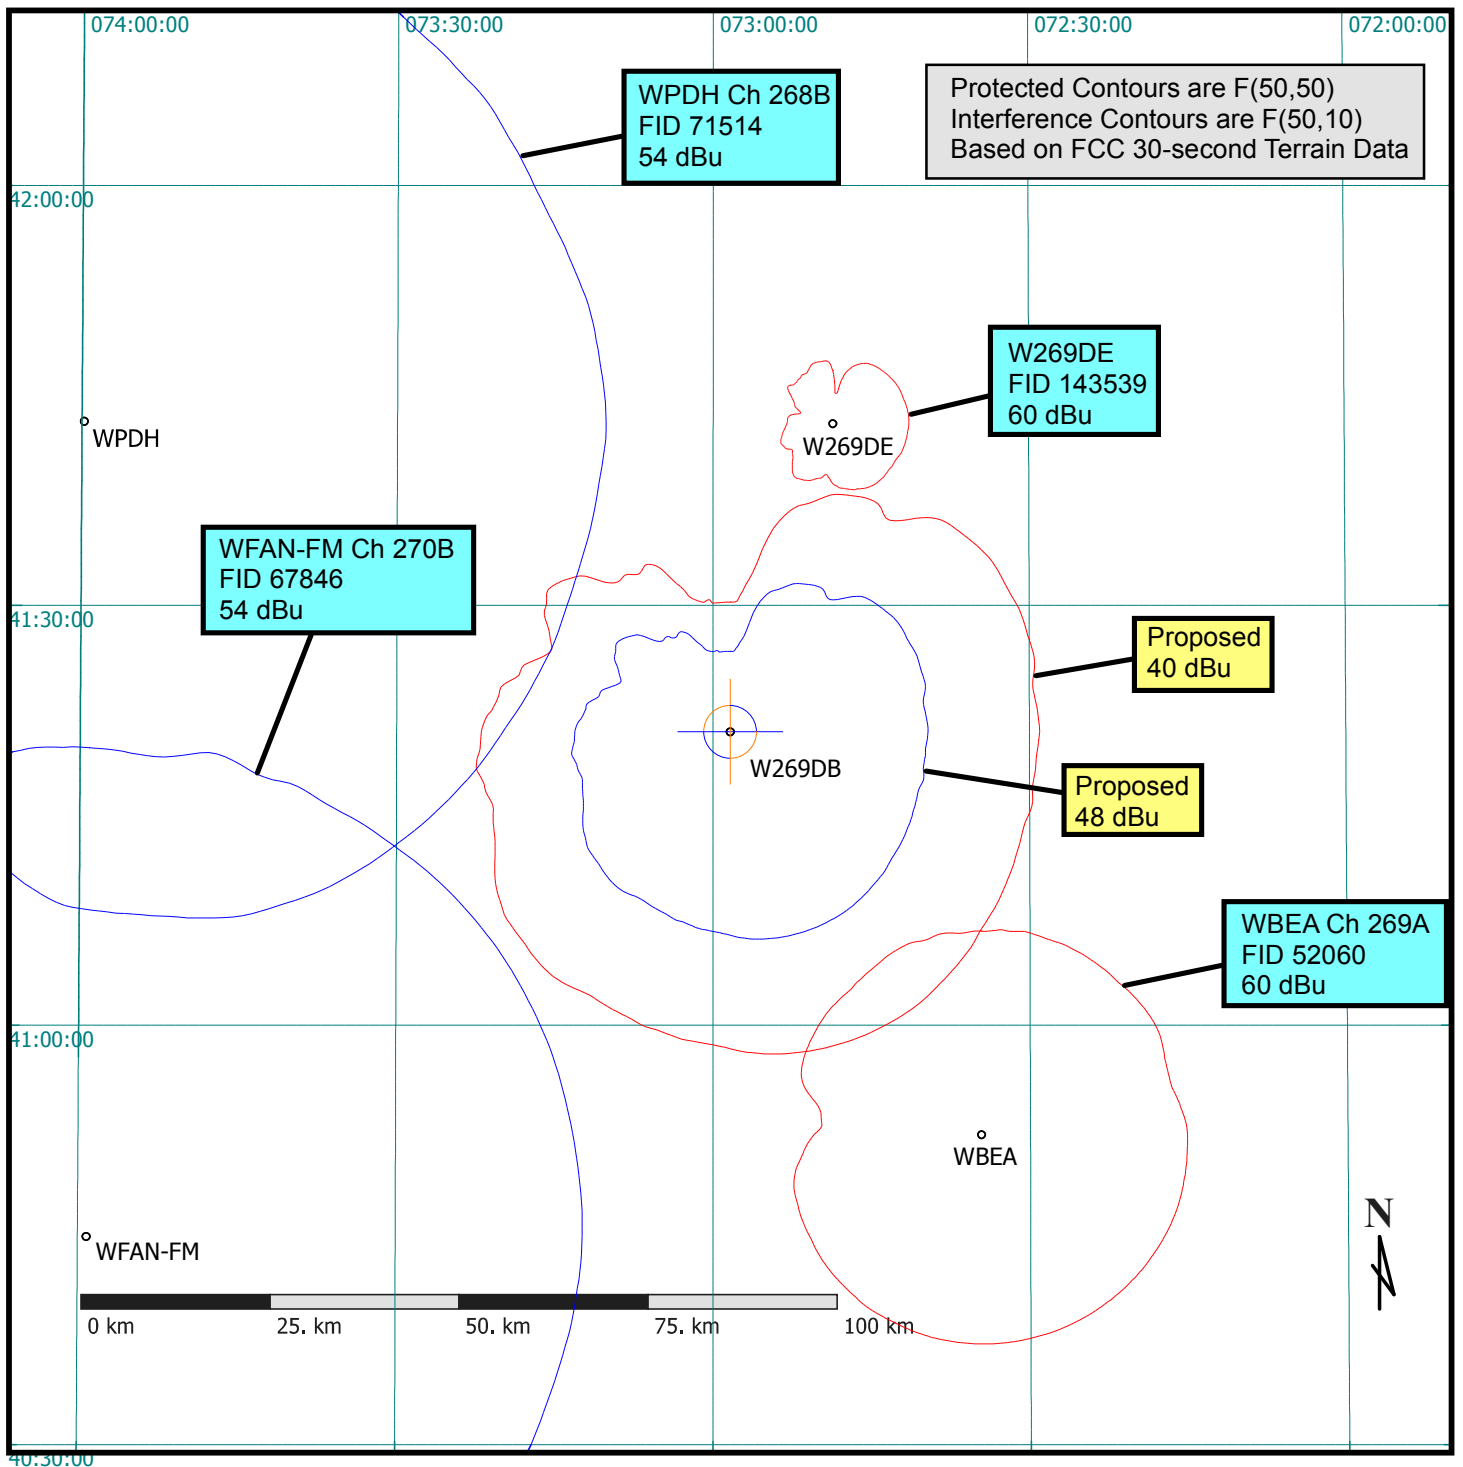 074:00:00
073:30:00
073:00:00
072:30:00
072:00:00
WPDH Ch 268B
FID 71514
54 dBu
Protected Contours are F(50,50)
Interference Contours are F(50,10)
Based on FCC 30-second Terrain Data
42:00:00
W269DE
FID 143539
60 dBu
WPDH
W269DE
WFAN-FM Ch 270B
FID 67846
54 dBu
41:30:00
Proposed
40 dBu
W269DB
Proposed
48 dBu
WBEA Ch 269A
FID 52060
60 dBu
41:00:00
WBEA
N
WFAN-FM
0 km
25. km
50. km
75. km
100 km
40:30:00